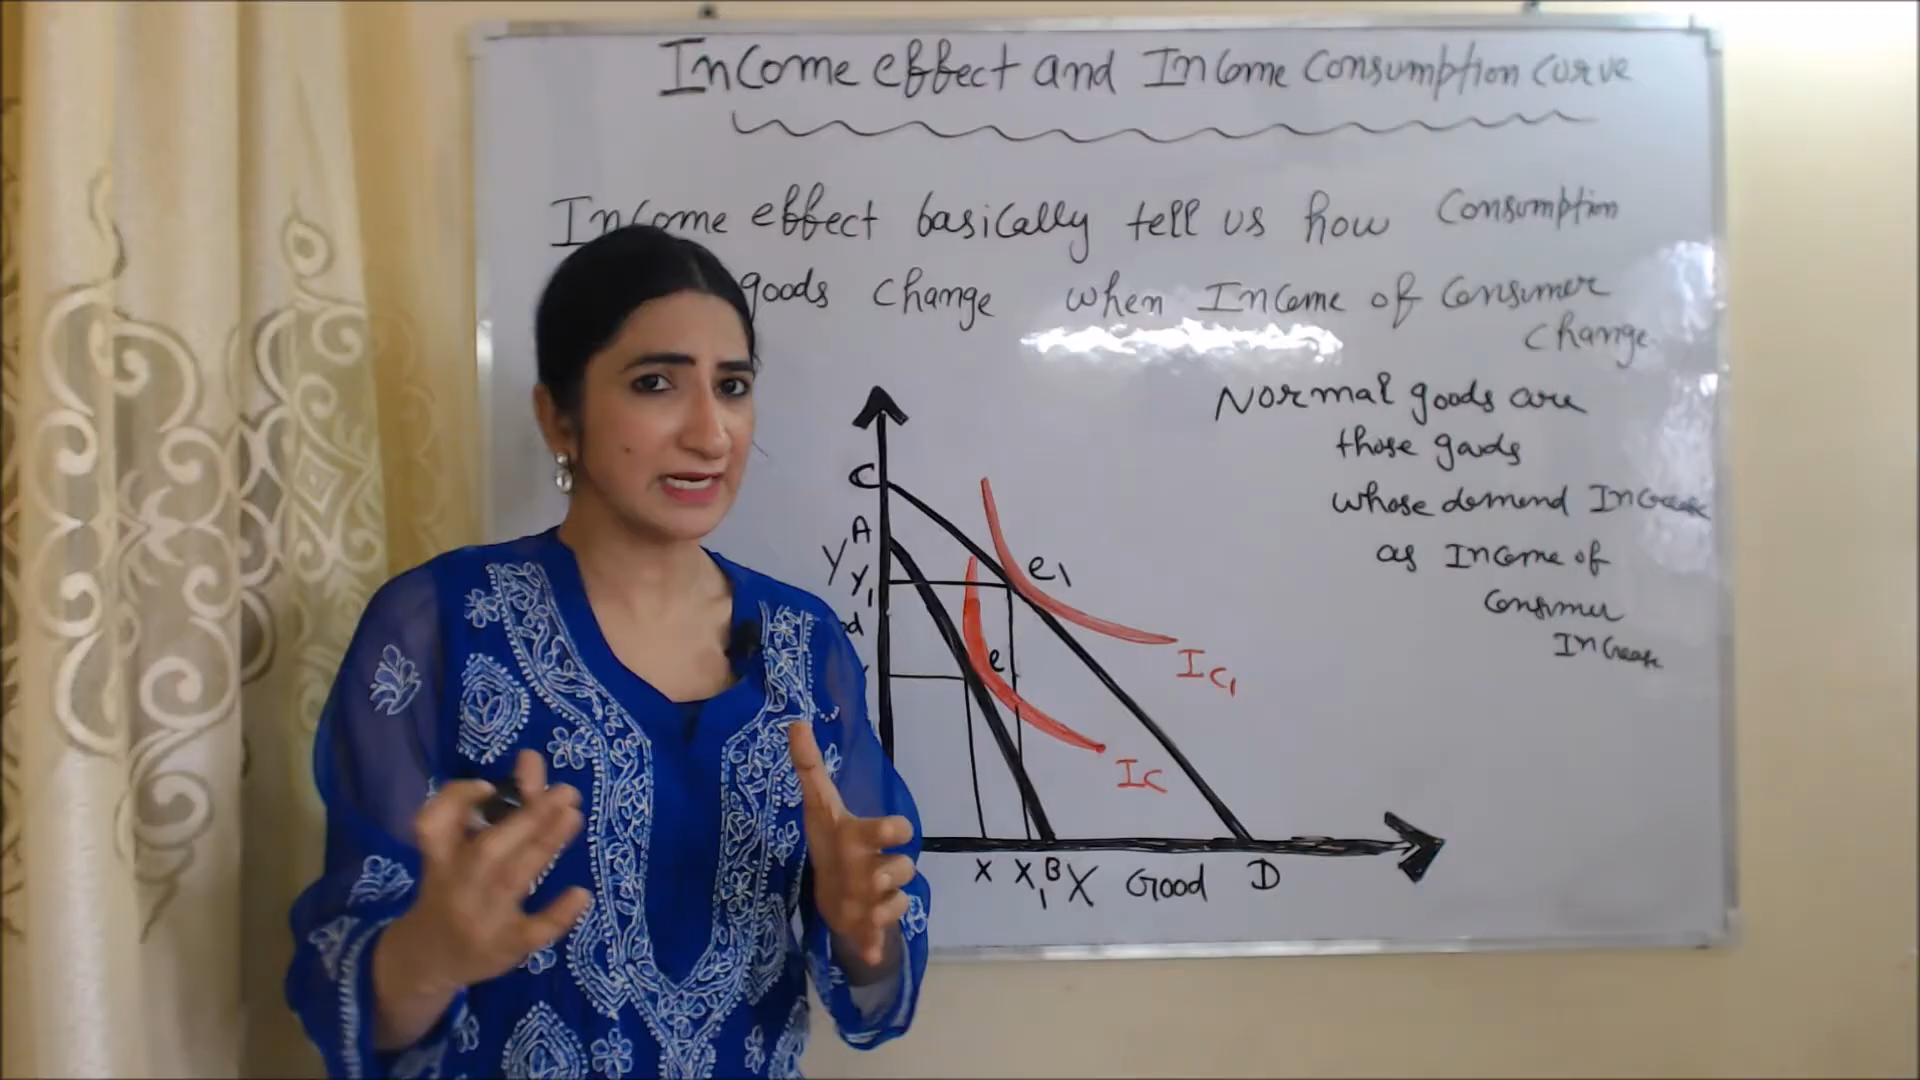 Income effect and Income Consumption curve
Income effect basically tell us how Consumption
goods change when Income of Consumer
Change
Normal goods are
those goods
whose demand Increase
as Income of
Consumer
Increase
C
A
Y
Y1
e1
e
IC1
IC
X X1 B X Good D